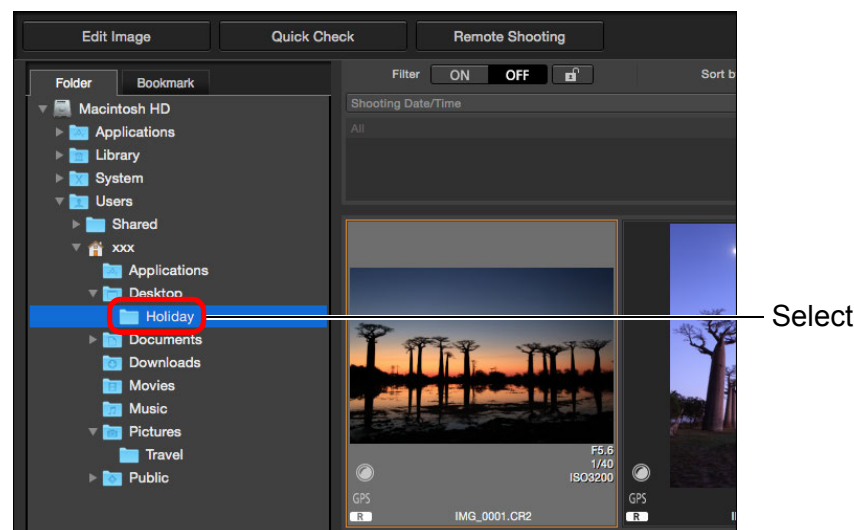 Edit Image Quick Check Remote Shooting
Folder Bookmark
Filter ON OFF
Sort b
Shooting Date/Time
All
Macintosh HD
Applications
Library
System
Users
Shared
xxx
Applications
Desktop
Holiday
Documents
Downloads
Movies
Music
Pictures
Travel
Public
Select
F5.6
1/40
ISO3200
GPS
R IMG_0001.CR2
GPS
R